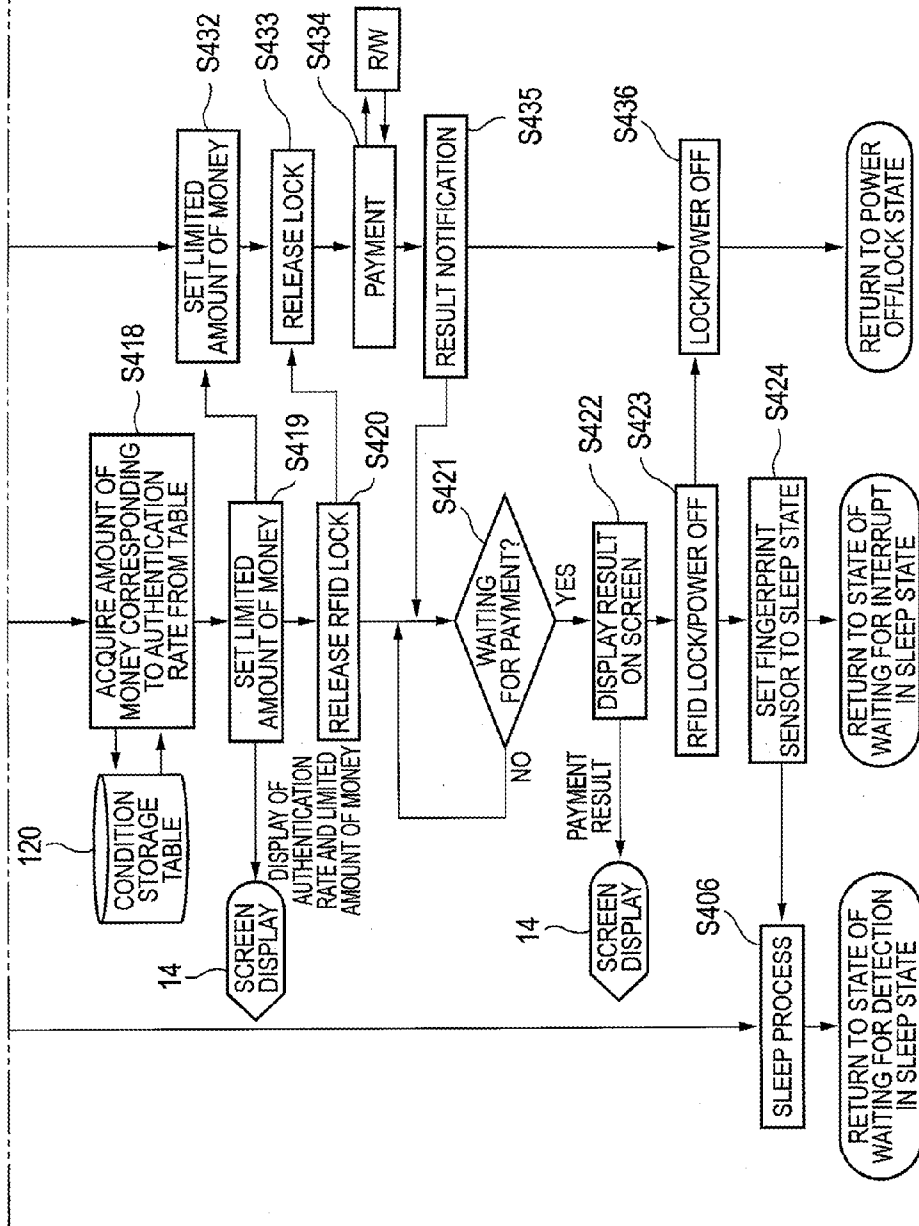 S432
SET LIMITED
AMOUNT OF MONEY
S433
RELEASE LOCK
S434
PAYMENT
R/W
RESULT NOTIFICATION
S435
LOCK/POWER OFF
S436
RETURN TO POWER
OFF/LOCK STATE
ACQUIRE AMOUNT OF
MONEY CORRESPONDING
TO AUTHENTICATION
RATE FROM TABLE
S418
120
CONDITION
STORAGE
TABLE
SET LIMITED
AMOUNT OF MONEY
S419
14
SCREEN
DISPLAY
DISPLAY OF
AUTHENTICATION
RATE AND LIMITED
AMOUNT OF MONEY
RELEASE RFID LOCK
S420
WAITING
FOR PAYMENT?
S421
NO
YES
DISPLAY RESULT
ON SCREEN
S422
PAYMENT
RESULT
14
SCREEN
DISPLAY
RFID LOCK/POWER OFF
S423
SET FINGERPRINT
SENSOR TO SLEEP STATE
S424
RETURN TO STATE OF
WAITING FOR INTERRUPT
IN SLEEP STATE
S406
SLEEP PROCESS
RETURN TO STATE OF
WAITING FOR DETECTION
IN SLEEP STATE